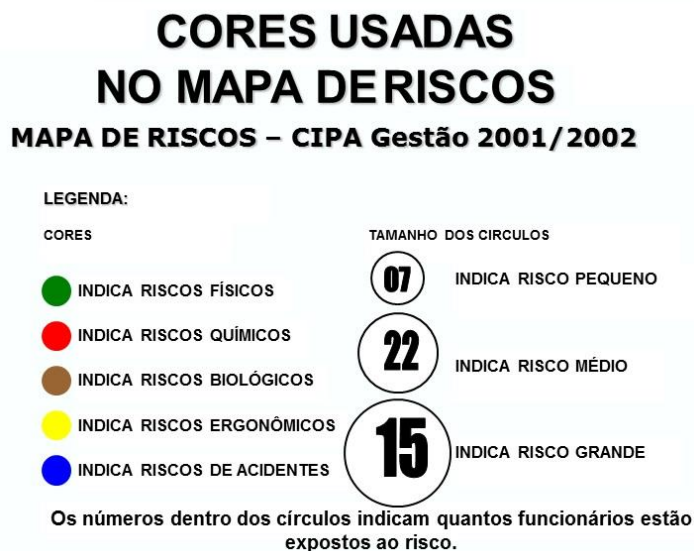 CORES USADAS
NO MAPA DE RISCOS
MAPA DE RISCOS – CIPA Gestão 2001/2002
LEGENDA:
CORES
INDICA RISCOS FÍSICOS
INDICA RISCOS QUÍMICOS
INDICA RISCOS BIOLÓGICOS
INDICA RISCOS ERGONÔMICOS
INDICA RISCOS DE ACIDENTES
TAMANHO DOS CIRCULOS
07 INDICA RISCO PEQUENO
22 INDICA RISCO MÉDIO
15 INDICA RISCO GRANDE
Os números dentro dos círculos indicam quantos funcionários estão
expostos ao risco.